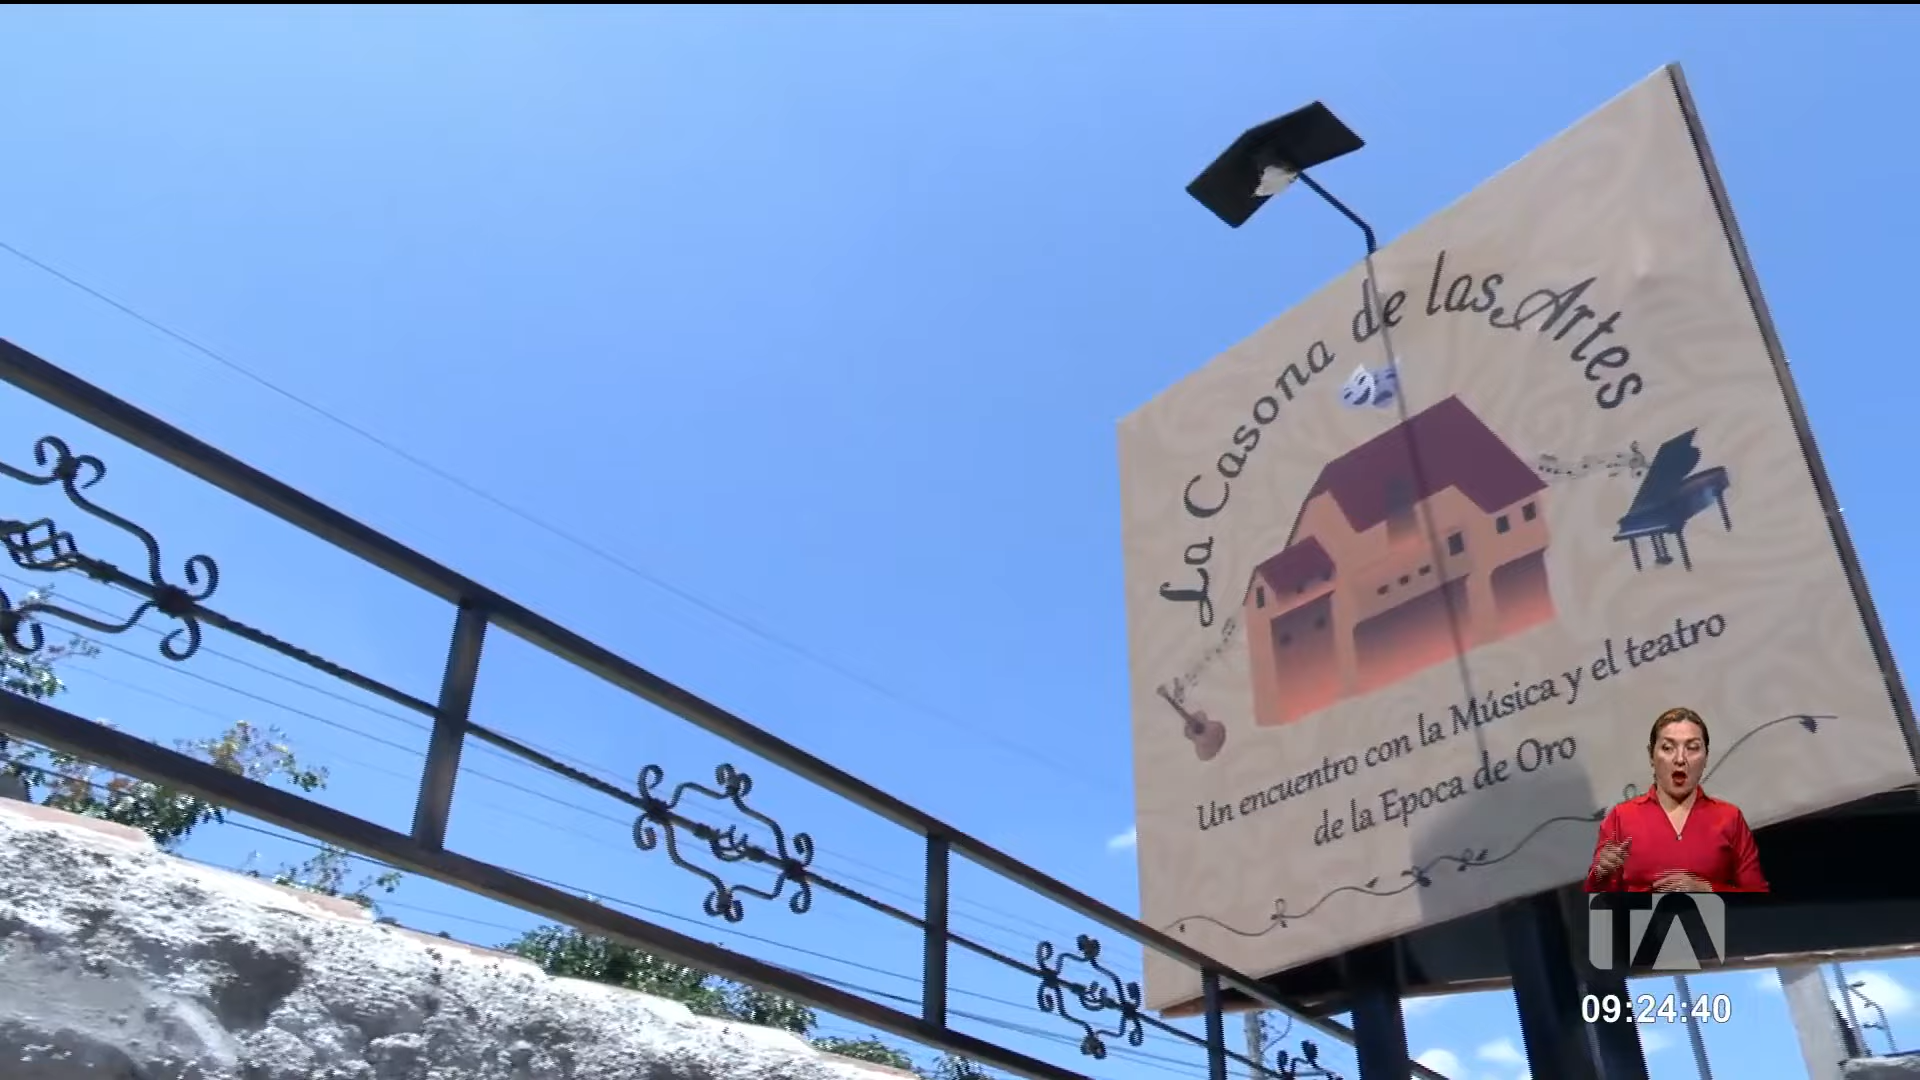 La Casona de las Artes
Un encuentro con la Música y el teatro
de la Epoca de Oro
TA
09:24:40